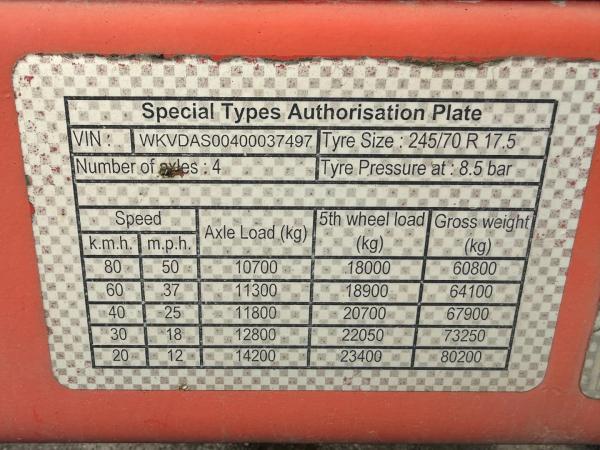 Special Types Authorisation Plate
VIN : WKVDAS00400037497 Tyre Size : 245/70 R 17.5
Number of axles : 4 Tyre Pressure at : 8.5 bar
Speed Axle Load (kg) 5th wheel load (kg) Gross weight (kg)
k.m.h. m.p.h.
80 50 10700 18000 60800
60 37 11300 18900 64100
40 25 11800 20700 67900
30 18 12800 22050 73250
20 12 14200 23400 80200